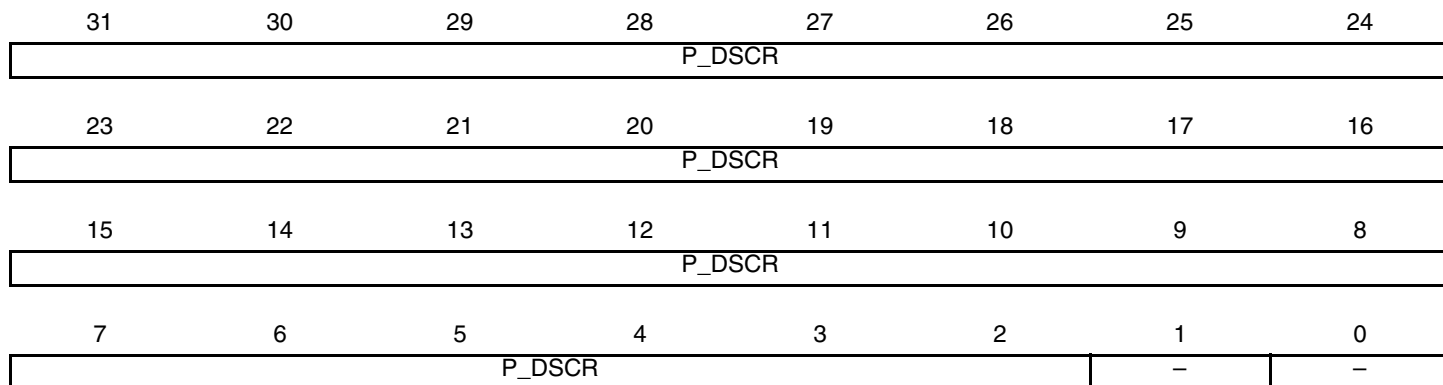 31 30 29 28 27 26 25 24
P_DSCR
23 22 21 20 19 18 17 16
P_DSCR
15 14 13 12 11 10 9 8
P_DSCR
7 6 5 4 3 2 1 0
P_DSCR – –